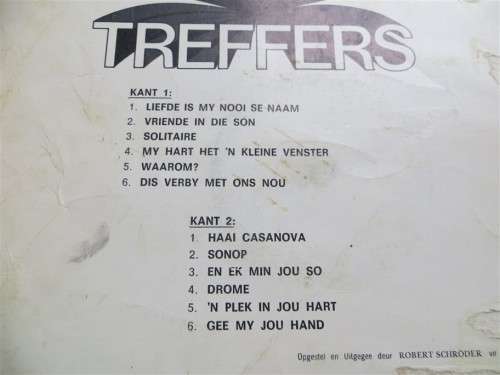 TREFFERS
KANT 1:
1. LIEFDE IS MY NOOI SE NAAM
2. VRIENDE IN DIE SON
3. SOLITAIRE
4. MY HART HET 'N KLEINE VENSTER
5. WAAROM?
6. DIS VERBY MET ONS NOU
KANT 2:
1. HAAI CASANOVA
2. SONOP
3. EN EK MIN JOU SO
4. DROME
5. 'N PLEK IN JOU HART
6. GEE MY JOU HAND
Opgestel en Uitgegee deur ROBERT SCHRÖDER